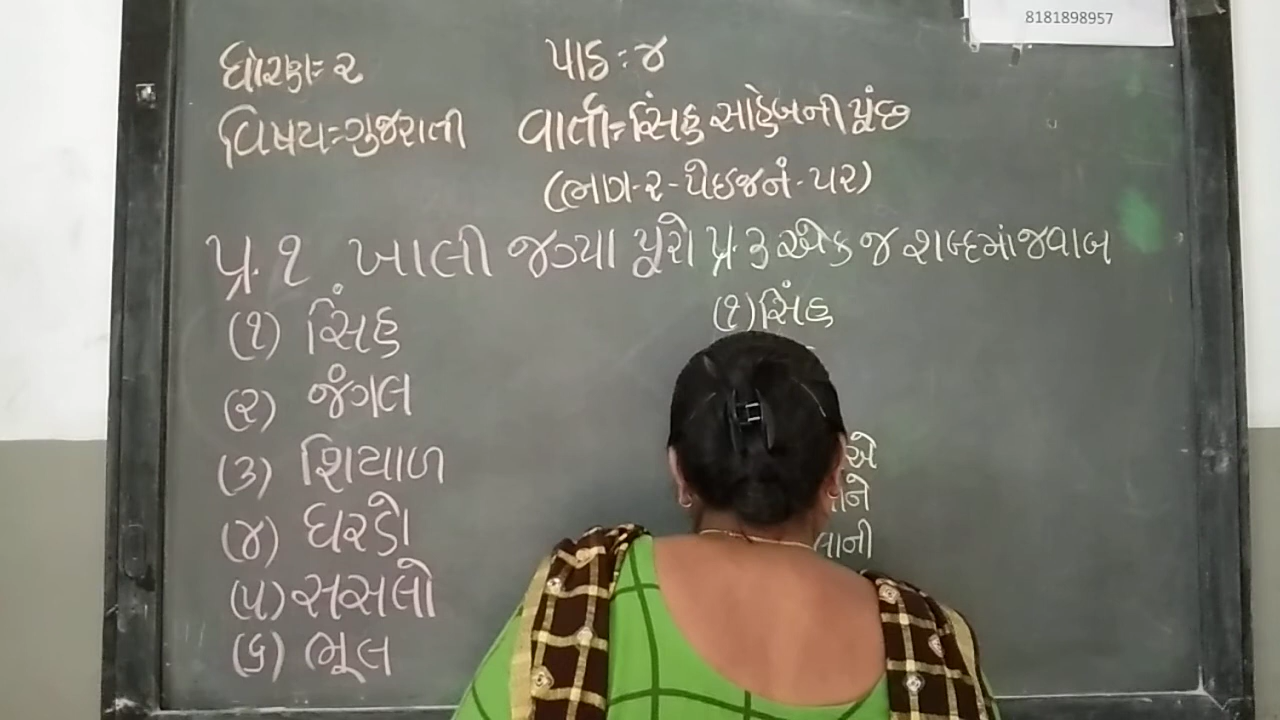 8181898957
ધોરણ=૨ પાઠ:૪
વિષય=ગુજરાતી વાર્તા=સિંહ સાહેબની પૂંછ
(ભાગ-૨-પેઇજનં-૫૨)
પ્ર.૧ ખાલી જગ્યા પૂરો પ્ર.૩ એક જ શબ્દમાં જવાબ
(૧) સિંહ
(૨) જંગલ
(૩) શિયાળ
(૪) ઘરડો
(૫) સસલો
(૬) ભૂલ
(૧) સિંહ
એ
ને
લાની